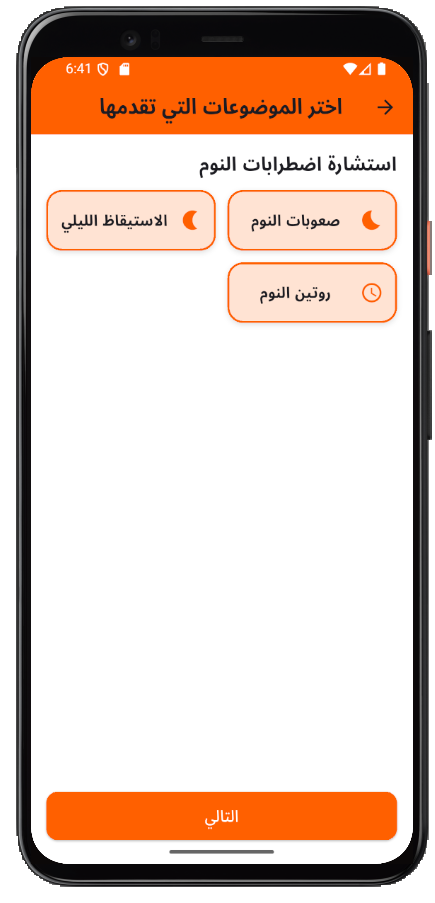 6:41
اختر الموضوعات التي تقدمها
استشارة اضطرابات النوم
صعوبات النوم
الاستيقاظ الليلي
روتين النوم
التالي